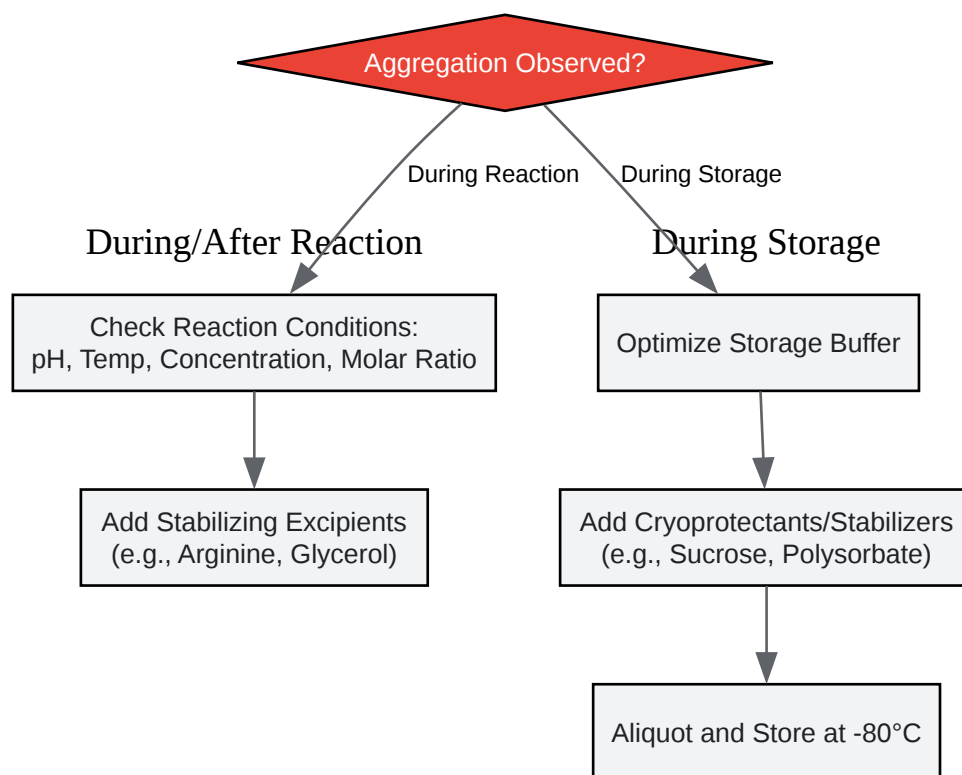 Aggregation Observed?
During Reaction
During Storage
During/After Reaction
During Storage
Check Reaction Conditions:
pH, Temp, Concentration, Molar Ratio
Optimize Storage Buffer
Add Stabilizing Excipients
(e.g., Arginine, Glycerol)
Add Cryoprotectants/Stabilizers
(e.g., Sucrose, Polysorbate)
Aliquot and Store at -80°C